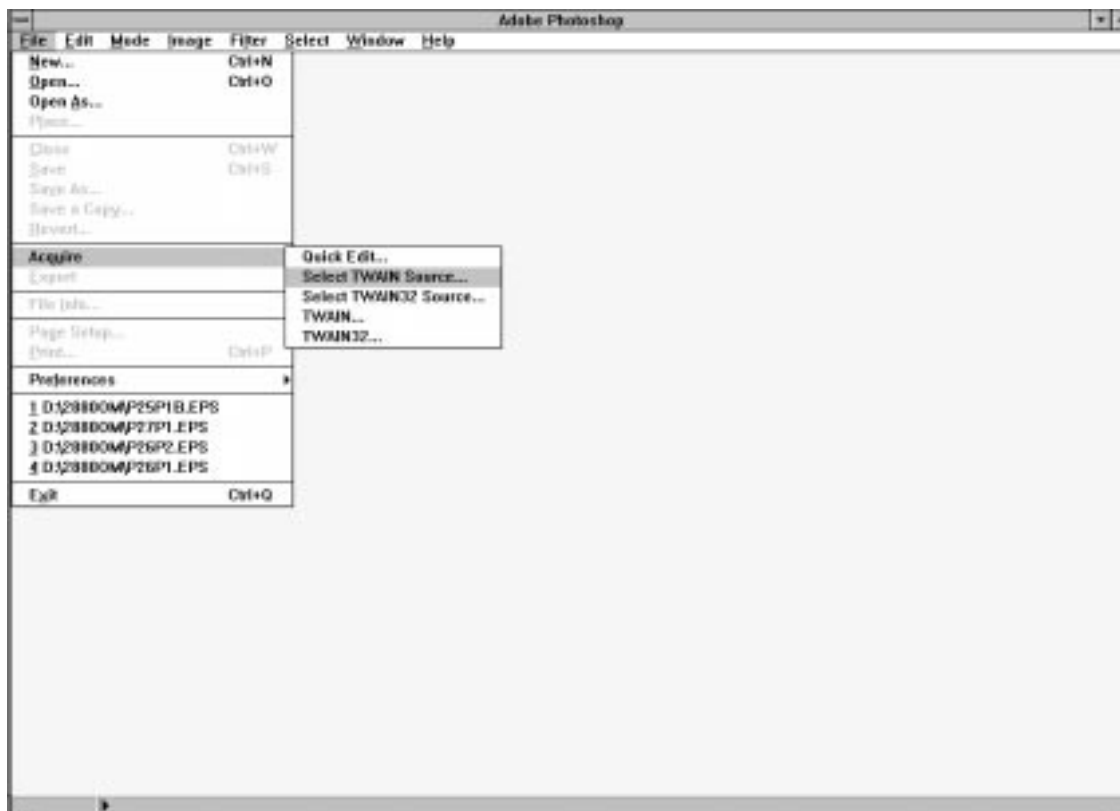 Adobe Photoshop
File Edit Mode Image Filter Select Window Help
New... Ctrl+N
Open... Ctrl+O
Open As...
Place...
Close Ctrl+W
Save Ctrl+S
Save As...
Save a Copy...
Revert...
Acquire
Export
File Info...
Page Setup...
Print... Ctrl+P
Preferences
1 D:\28800M\P25P1B.EPS
2 D:\28800M\P27P1.EPS
3 D:\28800M\P26P2.EPS
4 D:\28800M\P26P1.EPS
Exit Ctrl+Q
Quick Edit...
Select TWAIN Source...
Select TWAIN32 Source...
TWAIN...
TWAIN32...